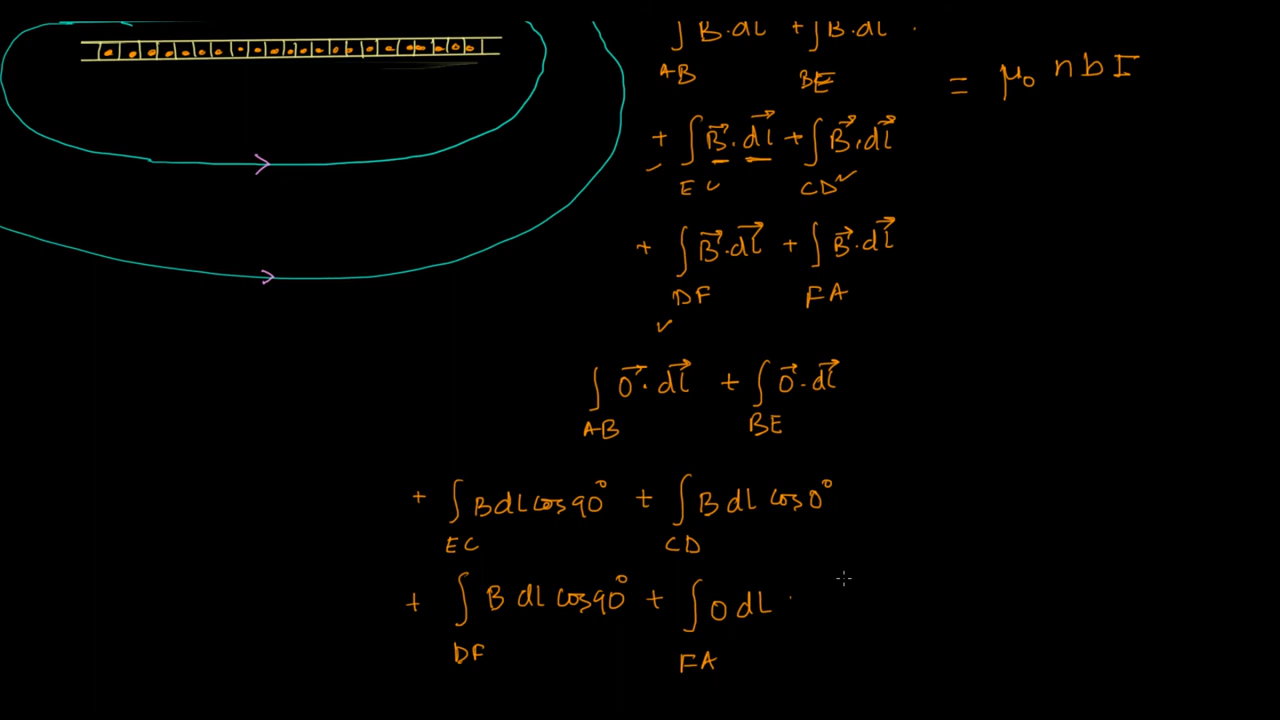 ∫ B·dl + ∫ B·dl ·
AB BE
= μ₀ n b I
+ ∫ B⃗·dl⃗ + ∫ B⃗·dl⃗
EC CD
+ ∫ B⃗·dl⃗ + ∫ B⃗·dl⃗
DF FA
∫ 0⃗·dl⃗ + ∫ 0⃗·dl⃗
AB BE
+ ∫ B dl cos 90° + ∫ B dl cos 0°
EC CD
+ ∫ B dl cos 90° + ∫ 0 dl ·
DF FA